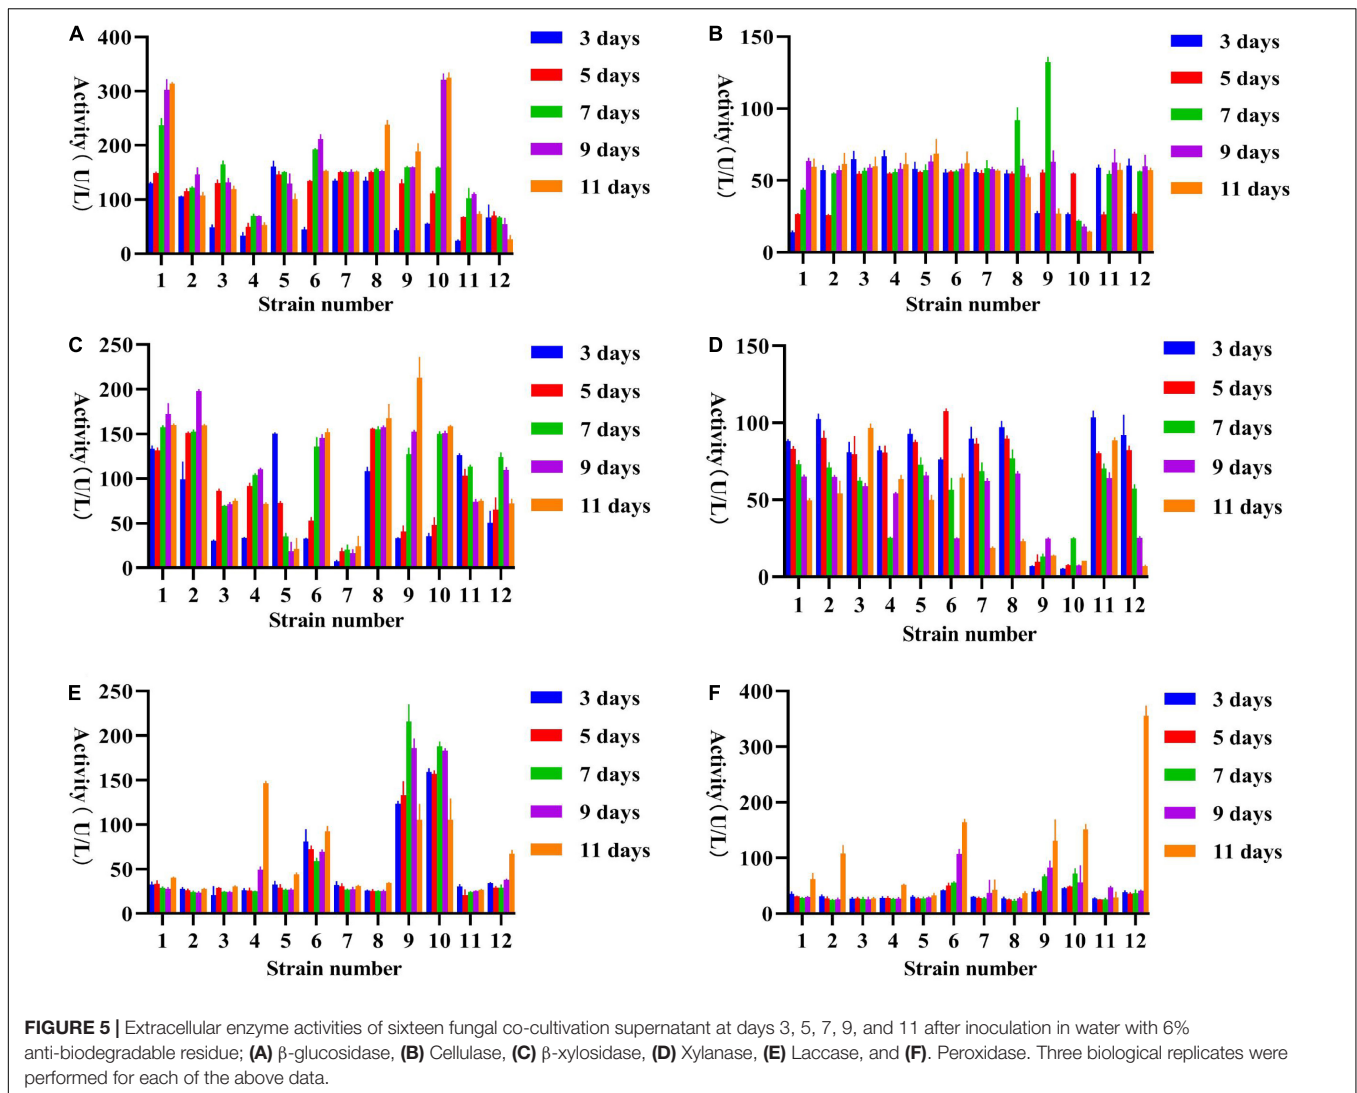 A
400
300
200
100
0
Activity( U/L)
1 2 3 4 5 6 7 8 9 10 11 12
Strain number
3 days
5 days
7 days
9 days
11 days
B
150
100
50
0
Activity(U/L)
1 2 3 4 5 6 7 8 9 10 11 12
Strain number
3 days
5 days
7 days
9 days
11 days
C
250
200
150
100
50
0
Activity(U/L)
1 2 3 4 5 6 7 8 9 10 11 12
Strain number
3 days
5 days
7 days
9 days
11 days
D
150
100
50
0
Activity( U/L)
1 2 3 4 5 6 7 8 9 10 11 12
Strain number
3 days
5 days
7 days
9 days
11 days
E
250
200
150
100
50
0
Activity( U/L)
1 2 3 4 5 6 7 8 9 10 11 12
Strain number
3 days
5 days
7 days
9 days
11 days
F
400
300
200
100
0
Activity( U/L)
1 2 3 4 5 6 7 8 9 10 11 12
Strain number
3 days
5 days
7 days
9 days
11 days
FIGURE 5 | Extracellular enzyme activities of sixteen fungal co-cultivation supernatant at days 3, 5, 7, 9, and 11 after inoculation in water with 6%
anti-biodegradable residue; (A) β-glucosidase, (B) Cellulase, (C) β-xylosidase, (D) Xylanase, (E) Laccase, and (F). Peroxidase. Three biological replicates were
performed for each of the above data.